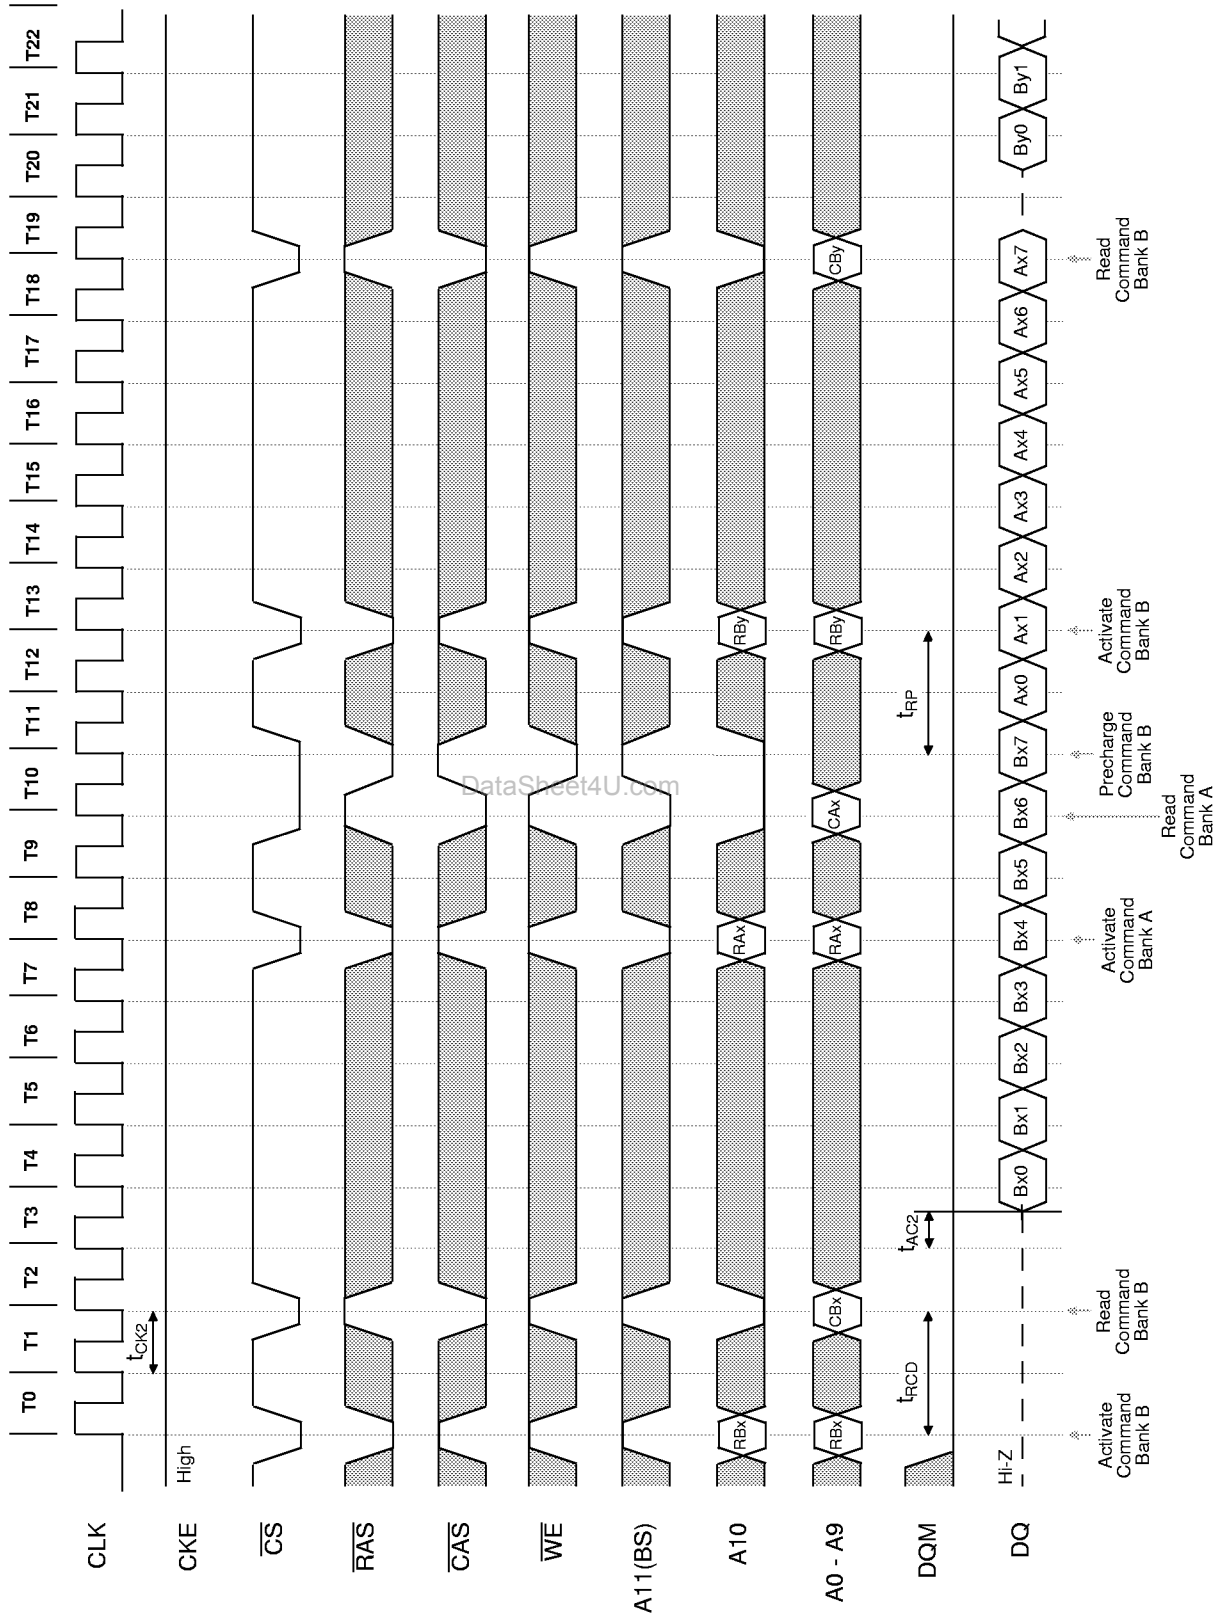 T0 T1 T2 T3 T4 T5 T6 T7 T8 T9 T10 T11 T12 T13 T14 T15 T16 T17 T18 T19 T20 T21 T22
CLK
tCK2
CKE
High
CS
RAS
CAS
DataSheet4U.com
WE
A11(BS)
A10
RBx RAx RBy
A0 - A9
RBx CBx RAx CAx RBy CBy
DQM
tRCD tAC2 tRP
DQ
Hi-Z
Bx0 Bx1 Bx2 Bx3 Bx4 Bx5 Bx6 Bx7 Ax0 Ax1 Ax2 Ax3 Ax4 Ax5 Ax6 Ax7 By0 By1
Activate
Command
Bank B
Read
Command
Bank B
Activate
Command
Bank A
Read
Command
Bank A
Precharge
Command
Bank B
Activate
Command
Bank B
Read
Command
Bank B